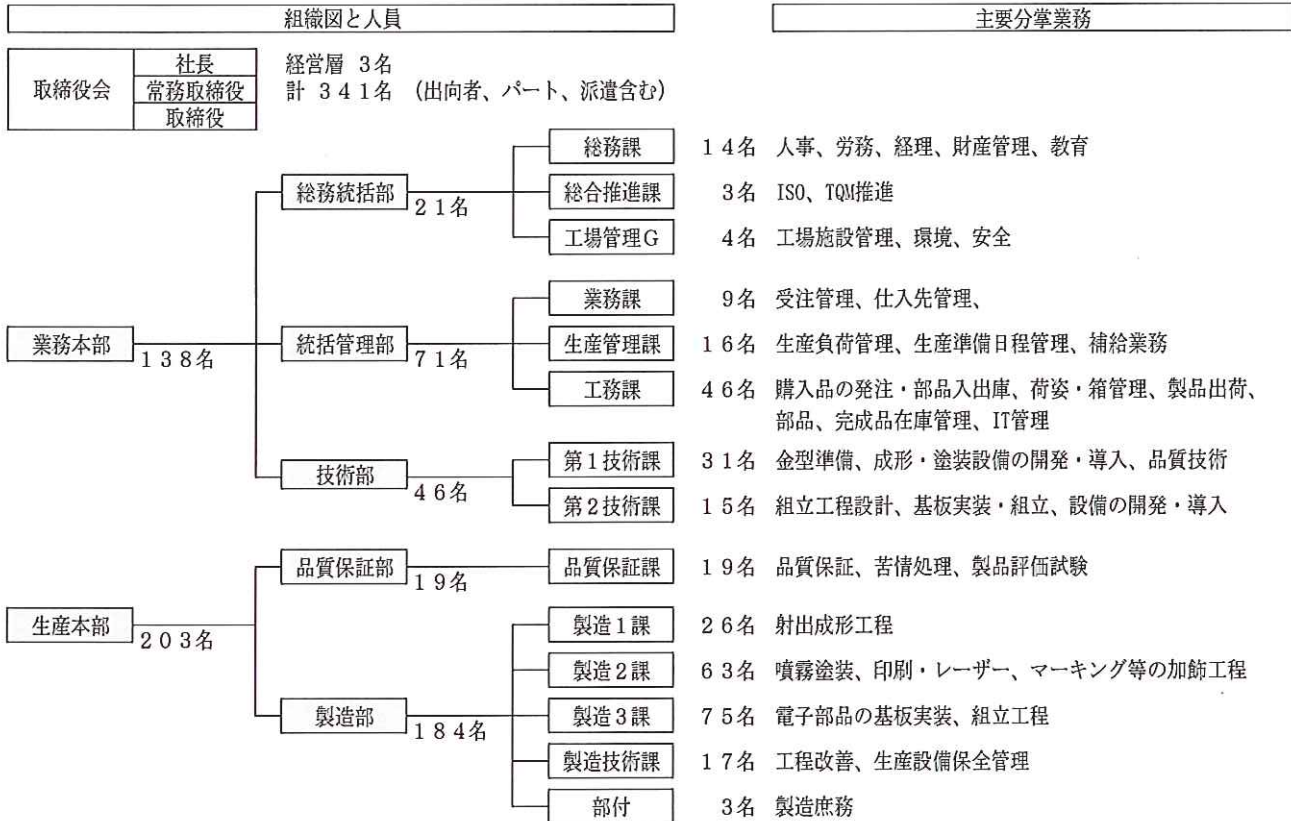 組織図と人員
主要分掌業務
取締役会
社長
常務取締役
取締役
経営層 3名
計 341名 (出向者、パート、派遣含む)
総務課 14名 人事、労務、経理、財産管理、教育
総務統括部 21名
総合推進課 3名 ISO、TQM推進
工場管理G 4名 工場施設管理、環境、安全
業務課 9名 受注管理、仕入先管理、
業務本部 138名
統括管理部 71名
生産管理課 16名 生産負荷管理、生産準備日程管理、補給業務
工務課 46名 購入品の発注・部品入出庫、荷姿・箱管理、製品出荷、
部品、完成品在庫管理、IT管理
技術部 46名
第1技術課 31名 金型準備、成形・塗装設備の開発・導入、品質技術
第2技術課 15名 組立工程設計、基板実装・組立、設備の開発・導入
品質保証部 19名
品質保証課 19名 品質保証、苦情処理、製品評価試験
生産本部 203名
製造1課 26名 射出成形工程
製造2課 63名 噴霧塗装、印刷・レーザー、マーキング等の加飾工程
製造部 184名
製造3課 75名 電子部品の基板実装、組立工程
製造技術課 17名 工程改善、生産設備保全管理
部付 3名 製造庶務